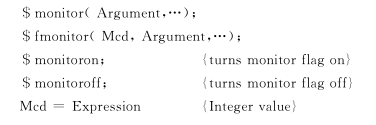 $ monitor( Argument,…);
$ fmonitor( Mcd, Argument,…);
$ monitoron; {turns monitor flag on}
$ monitoroff; {turns monitor flag off}
Mcd = Expression {Integer value}